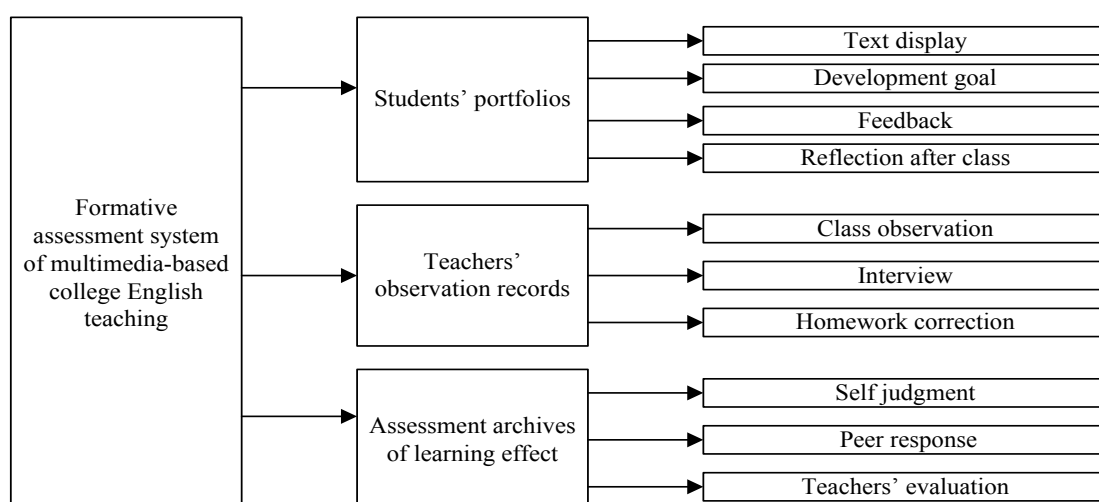 Formative
assessment system
of multimedia-based
college English
teaching
Students’ portfolios
Text display
Development goal
Feedback
Reflection after class
Teachers’
observation records
Class observation
Interview
Homework correction
Assessment archives
of learning effect
Self judgment
Peer response
Teachers’ evaluation